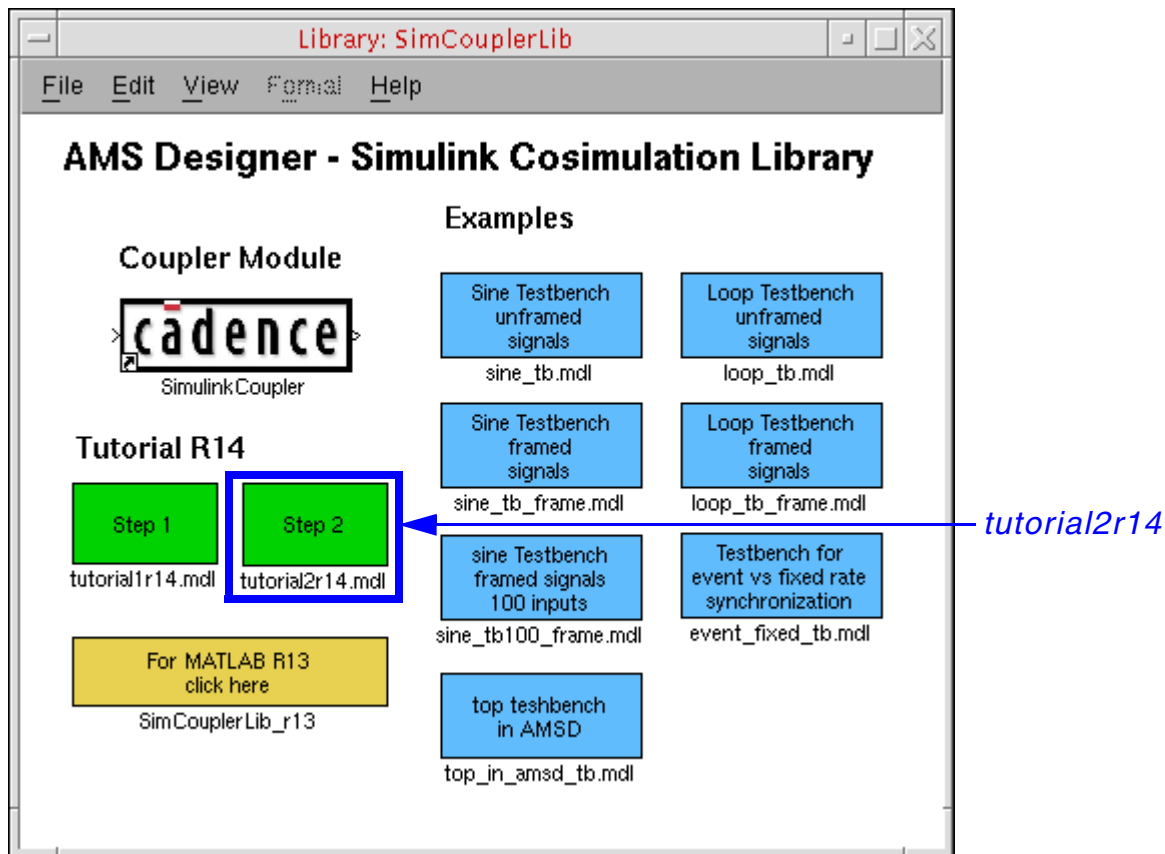 Library: SimCouplerLib
File Edit View Format Help
AMS Designer - Simulink Cosimulation Library
Coupler Module
cādence
SimulinkCoupler
Tutorial R14
Step 1
tutorial1r14.mdl
Step 2
tutorial2r14.mdl
tutorial2r14
For MATLAB R13
click here
SimCouplerLib_r13
Examples
Sine Testbench
unframed
signals
sine_tb.mdl
Loop Testbench
unframed
signals
loop_tb.mdl
Sine Testbench
framed
signals
sine_tb_frame.mdl
Loop Testbench
framed
signals
loop_tb_frame.mdl
sine Testbench
framed signals
100 inputs
sine_tb100_frame.mdl
Testbench for
event vs fixed rate
synchronization
event_fixed_tb.mdl
top teshbench
in AMSD
top_in_amsd_tb.mdl